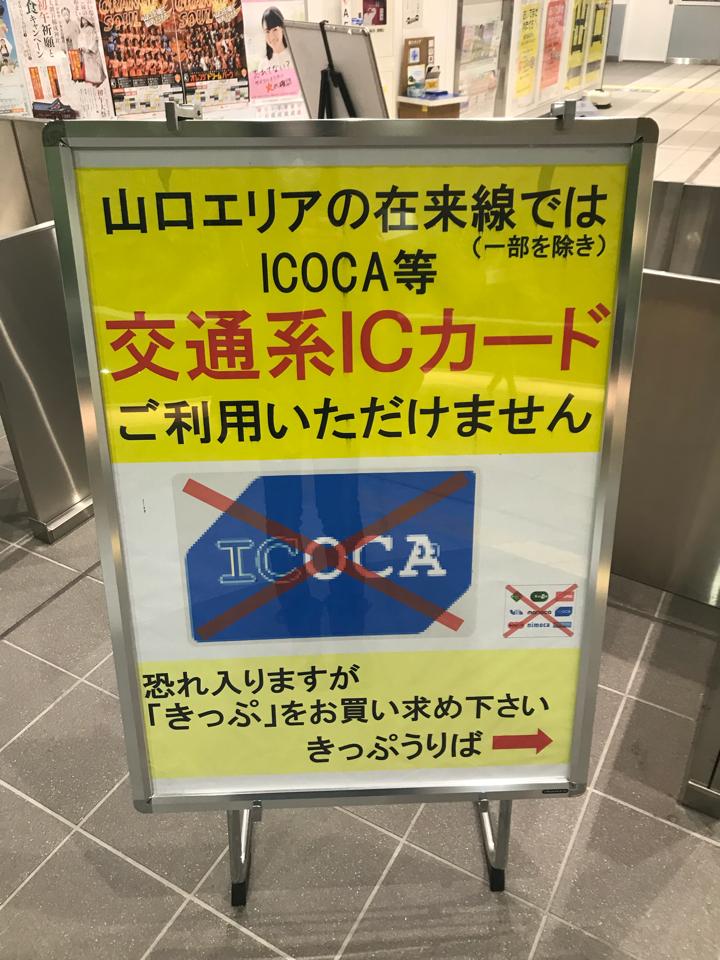 山口エリアの在来線では
(一部を除き)
ICOCA等
交通系ICカード
ご利用いただけません
ICOCA
nimoca
恐れ入りますが
「きっぷ」をお買い求め下さい
きっぷうりば